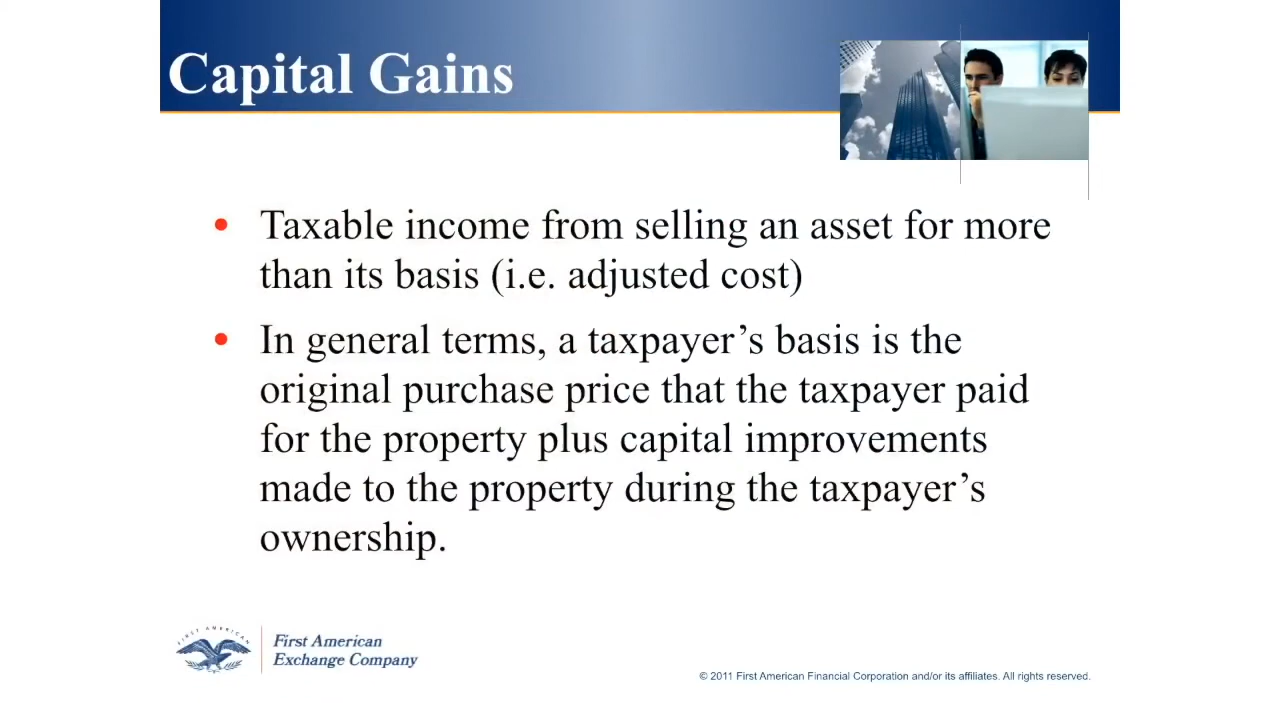 Capital Gains
• Taxable income from selling an asset for more
than its basis (i.e. adjusted cost)
• In general terms, a taxpayer’s basis is the
original purchase price that the taxpayer paid
for the property plus capital improvements
made to the property during the taxpayer’s
ownership.
FIRST AMERICAN
First American
Exchange Company
© 2011 First American Financial Corporation and/or its affiliates. All rights reserved.